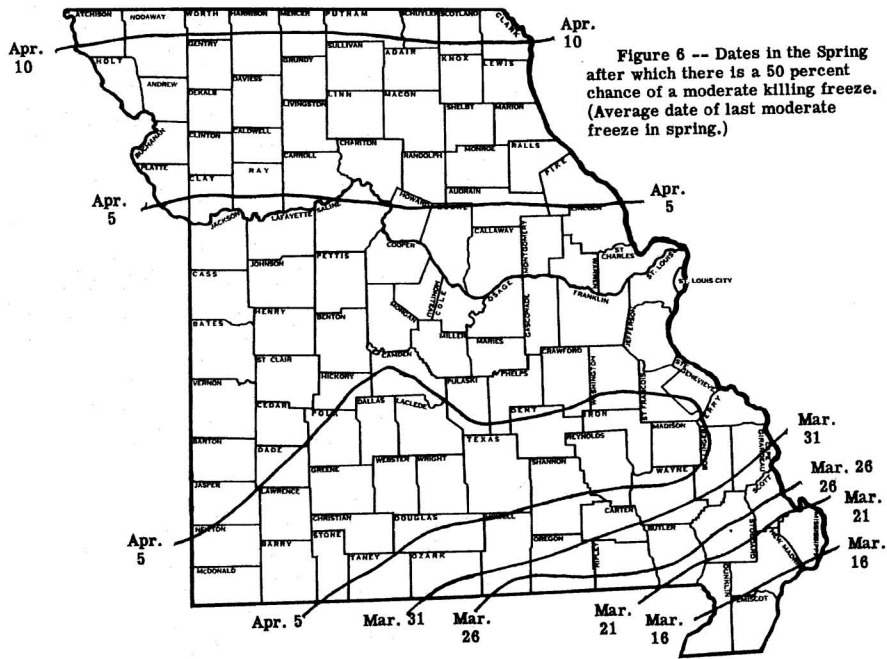 ATCHISON
NODAWAY
WORTH
HARRISON
MERCER
PUTNAM
SCHUYLER
SCOTLAND
CLARK
Apr.
10
Apr.
10
Figure 6 -- Dates in the Spring
after which there is a 50 percent
chance of a moderate killing freeze.
(Average date of last moderate
freeze in spring.)
HOLT
GENTRY
SULLIVAN
ADAIR
KNOX
LEWIS
GRUNDY
ANDREW
DEKALB
DAVIESS
LIVINGSTON
LINN
MACON
SHELBY
MARION
BUCHANAN
CLINTON
CALDWELL
CARROLL
CHARITON
RANDOLPH
MONROE
RALLS
PIKE
PLATTE
CLAY
RAY
AUDRAIN
Apr.
5
Apr.
5
JACKSON
LAFAYETTE
SALINE
HOWARD
BOONE
CALLAWAY
MONTGOMERY
LINCOLN
WARREN
ST
CHARLES
ST. LOUIS
ST. LOUIS CITY
CASS
JOHNSON
PETTIS
COOPER
MONITEAU
COLE
OSAGE
GASCONADE
FRANKLIN
JEFFERSON
BATES
HENRY
BENTON
MORGAN
MILLER
MARIES
ST CLAIR
HICKORY
CAMDEN
PULASKI
PHELPS
CRAWFORD
WASHINGTON
ST FRANCOIS
STE
GENEVIEVE
PERRY
VERNON
CEDAR
POLK
DALLAS
LACLEDE
DENT
IRON
MADISON
BOLLINGER
CAPE
GIRARDEAU
BARTON
DADE
GREENE
WEBSTER
WRIGHT
TEXAS
SHANNON
REYNOLDS
WAYNE
SCOTT
Mar.
31
Mar. 26
26
Mar.
21
Mar.
16
JASPER
LAWRENCE
CHRISTIAN
DOUGLAS
HOWELL
CARTER
BUTLER
STODDARD
MISSISSIPPI
NEW MADRID
NEWTON
BARRY
STONE
TANEY
OZARK
OREGON
RIPLEY
DUNKLIN
PEMISCOT
McDONALD
Apr.
5
Apr. 5
Mar. 31
Mar.
26
Mar.
21
Mar.
16